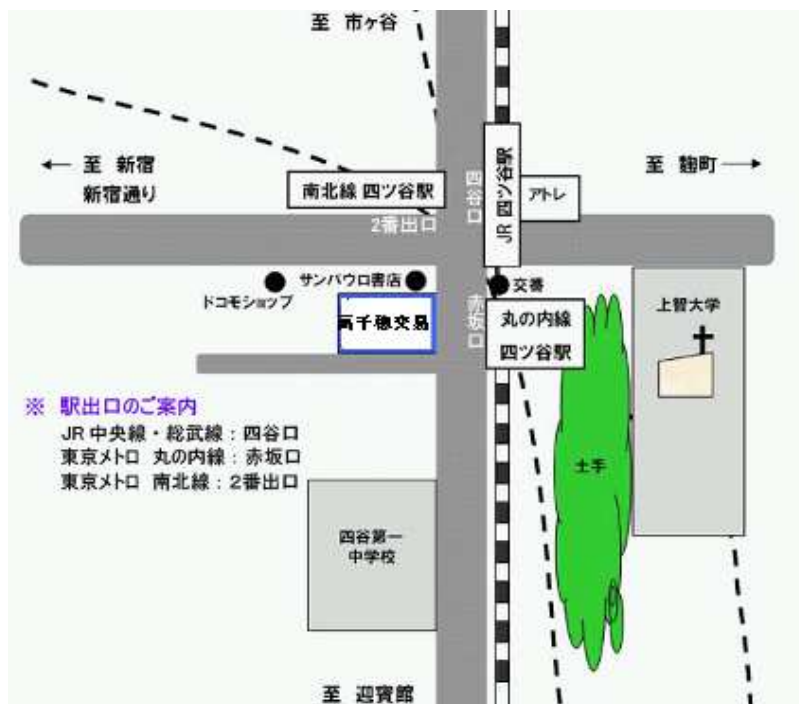 至 市ヶ谷
← 至 新宿
新宿通り
南北線 四ツ谷駅
2番出口
四谷口
JR 四ツ谷駅
アトレ
至 麹町 →
ドコモショップ
サンパウロ書店
高千穂交易
赤坂口
交番
丸の内線
四ツ谷駅
上智大学
※ 駅出口のご案内
JR 中央線・総武線：四谷口
東京メトロ 丸の内線：赤坂口
東京メトロ 南北線：2番出口
土手
四谷第一
中学校
至 迎賓館